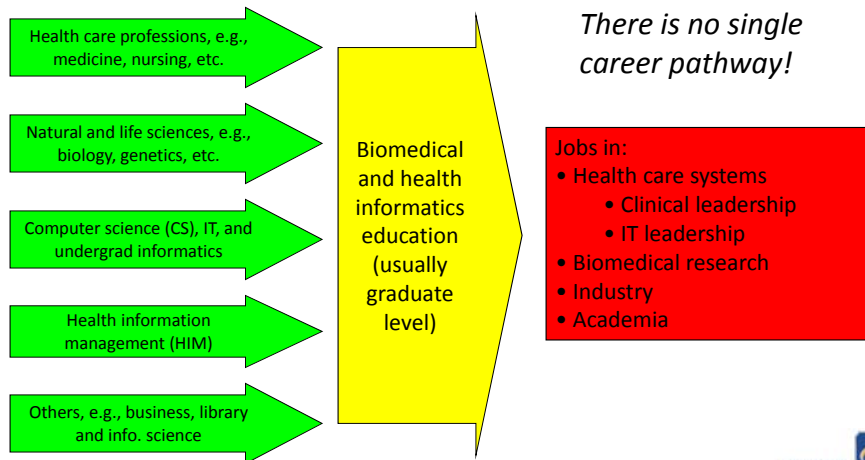 There is no single
career pathway!
Health care professions, e.g.,
medicine, nursing, etc.
Natural and life sciences, e.g.,
biology, genetics, etc.
Computer science (CS), IT, and
undergrad informatics
Health information
management (HIM)
Others, e.g., business, library
and info. science
Biomedical
and health
informatics
education
(usually
graduate
level)
Jobs in:
• Health care systems
• Clinical leadership
• IT leadership
• Biomedical research
• Industry
• Academia